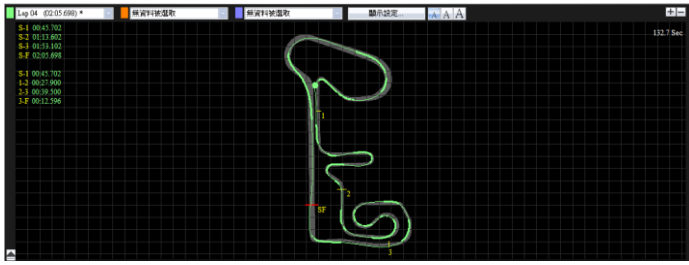 Lap 04 (02:05.698) * 無資料被選取 無資料被選取 顯示設定... A A A
S-1 00:45.702
S-2 01:13.602
S-3 01:53.102
S-F 02:05.698
132.7 Sec
S-1 00:45.702
1-2 00:27.900
2-3 00:39.500
3-F 00:12.596
1
2
SF
3